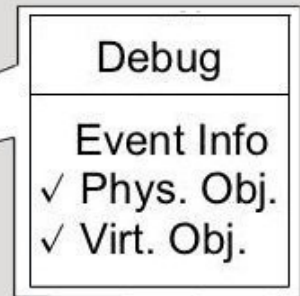 Debug
Event Info
✓ Phys. Obj.
✓ Virt. Obj.